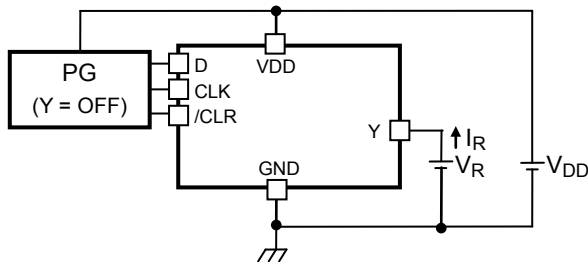 PG
(Y = OFF)
D
CLK
/CLR
VDD
Y
GND
IR
VR
VDD